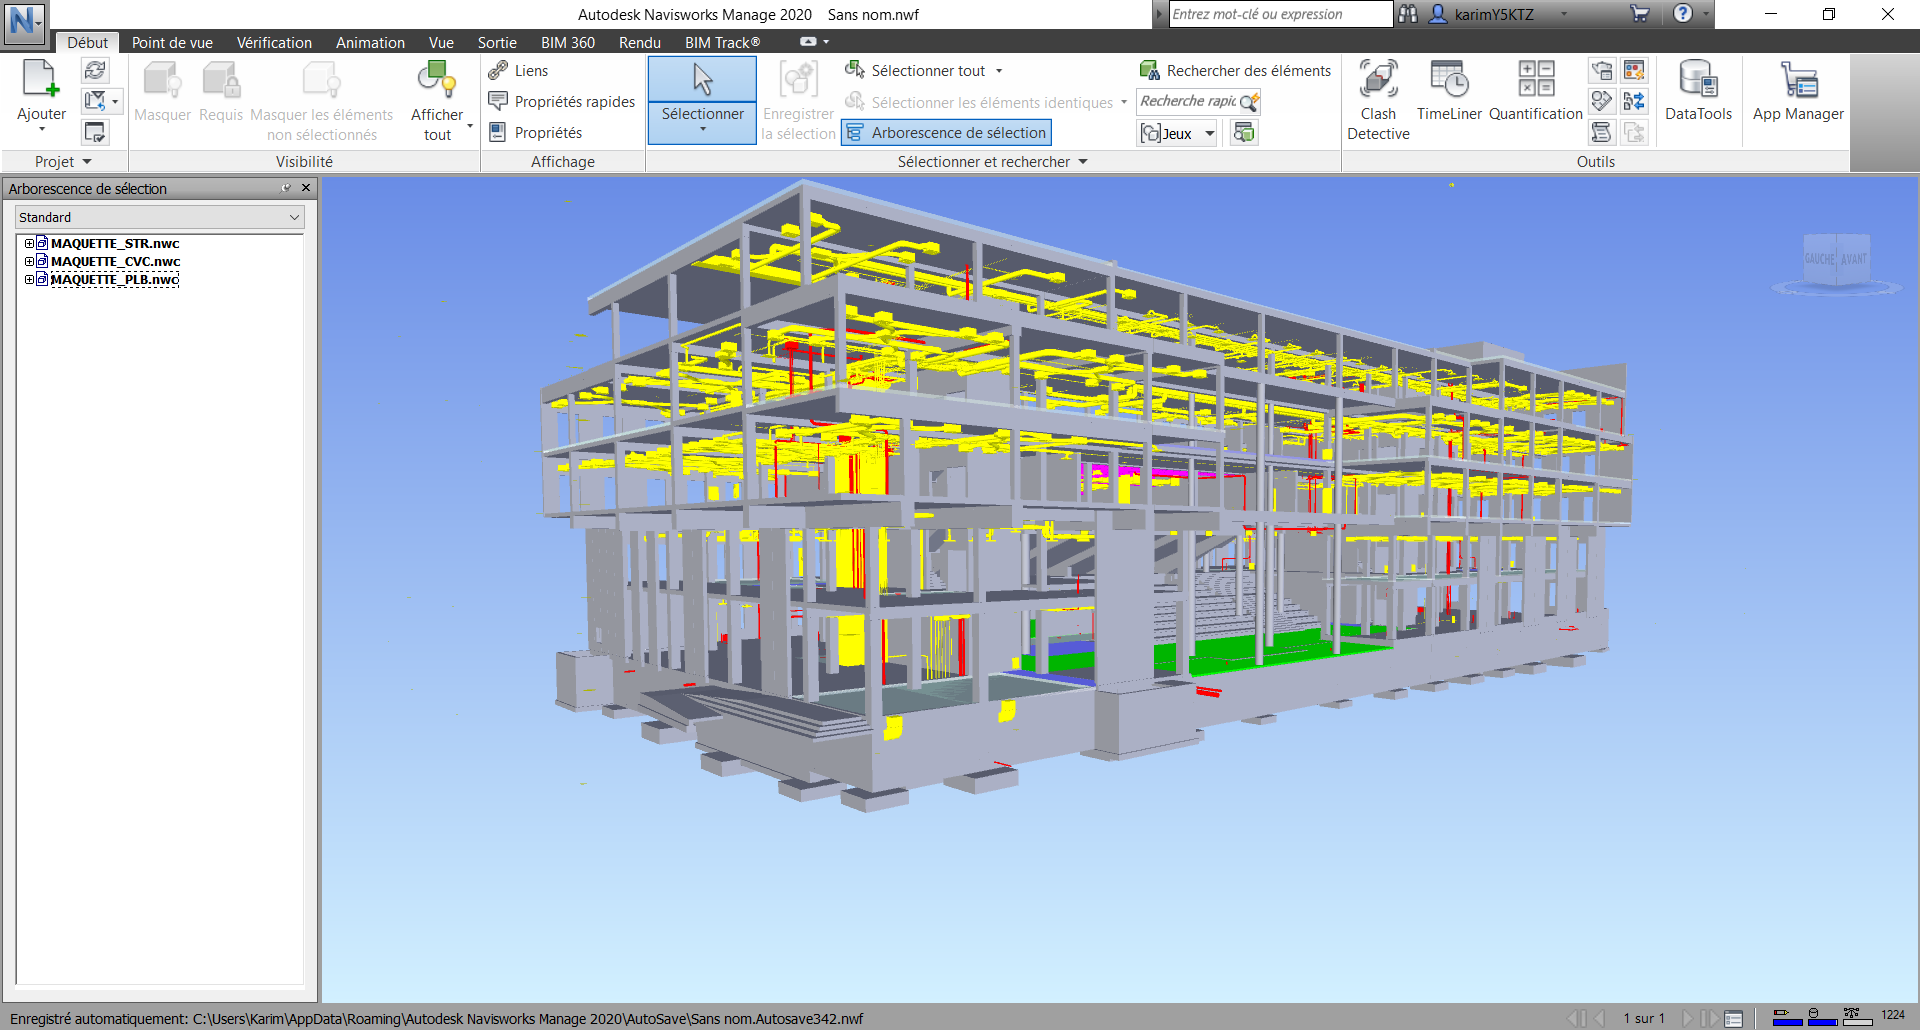 Autodesk Navisworks Manage 2020 Sans nom.nwf
Entrez mot-clé ou expression
karimY5KTZ
Début Point de vue Vérification Animation Vue Sortie BIM 360 Rendu BIM Track®
Ajouter
Projet
Masquer
Requis
Masquer les éléments
non sélectionnés
Afficher
tout
Visibilité
Liens
Propriétés rapides
Propriétés
Affichage
Sélectionner
Enregistrer
la sélection
Sélectionner tout
Sélectionner les éléments identiques
Arborescence de sélection
Rechercher des éléments
Recherche rapid
Jeux
Sélectionner et rechercher
Clash
Detective
TimeLiner
Quantification
Outils
DataTools
App Manager
Arborescence de sélection
Standard
MAQUETTE_STR.nwc
MAQUETTE_CVC.nwc
MAQUETTE_PLB.nwc
GAUCHE AVANT
Enregistré automatiquement: C:\Users\Karim\AppData\Roaming\Autodesk Navisworks Manage 2020\AutoSave\Sans nom.Autosave342.nwf
1 sur 1
1224